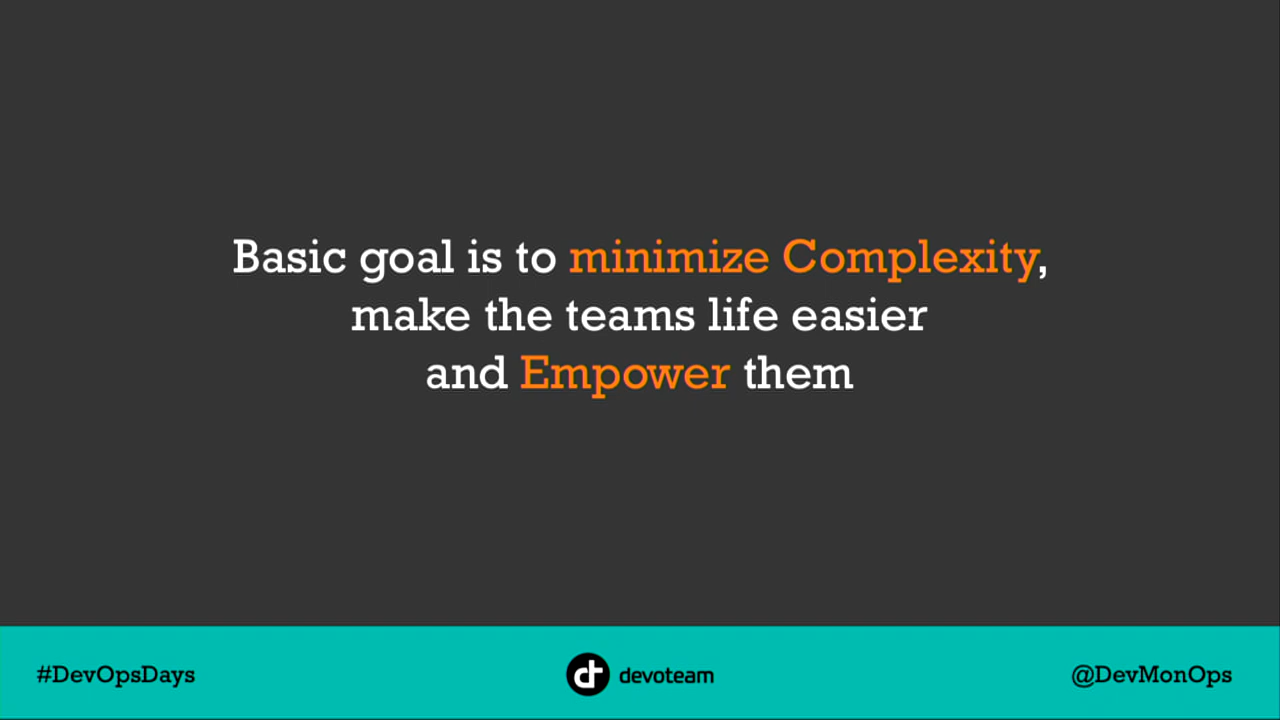 Basic goal is to minimize Complexity,
make the teams life easier
and Empower them
#DevOpsDays
devoteam
@DevMonOps